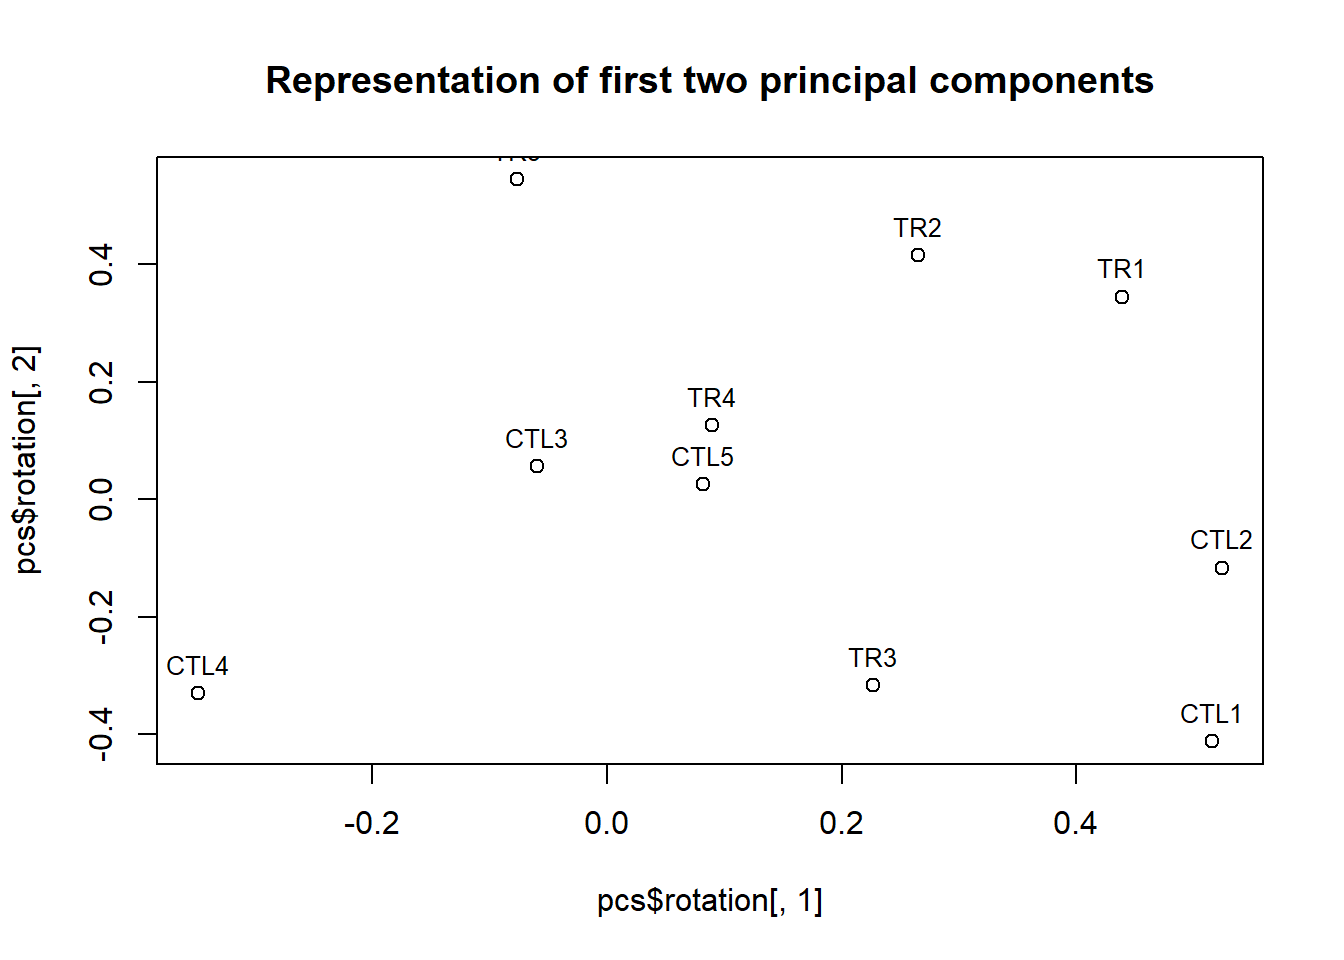 Representation of first two principal components
TR2
TR1
TR4
CTL3
CTL5
CTL2
CTL4
TR3
CTL1
0.4
0.2
0.0
-0.2
-0.4
pcs$rotation[, 2]
-0.2
0.0
0.2
0.4
pcs$rotation[, 1]